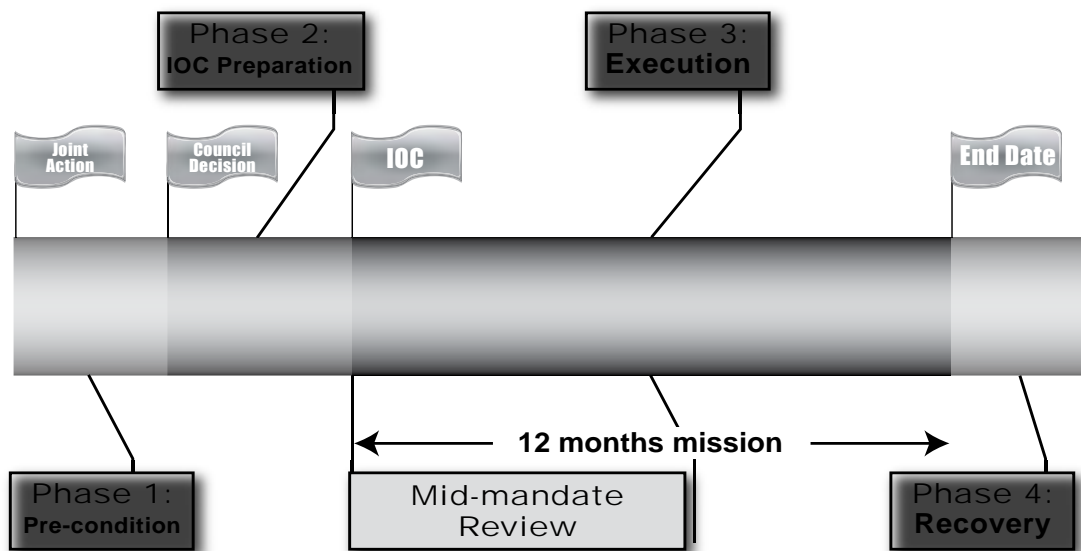 Phase 2:
IOC Preparation
Phase 3:
Execution
Joint
Action
Council
Decision
IOC
End Date
12 months mission
Phase 1:
Pre-condition
Mid-mandate
Review
Phase 4:
Recovery